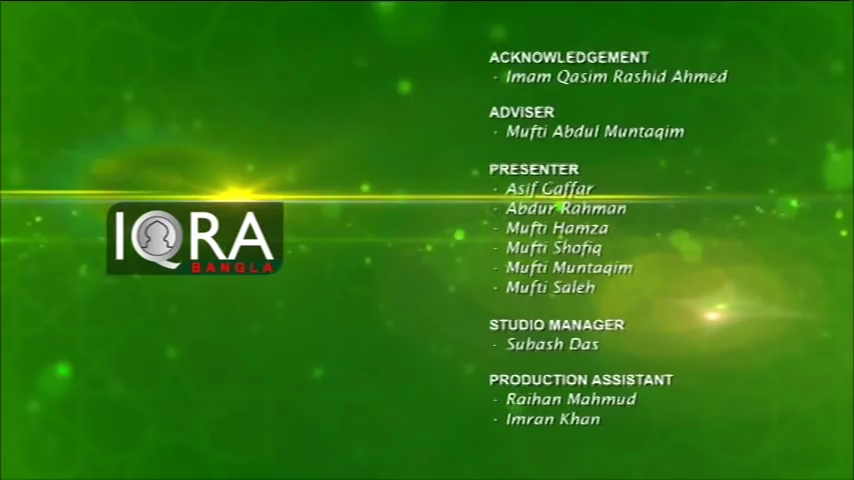 IQRA
BANGLA
ACKNOWLEDGEMENT
- Imam Qasim Rashid Ahmed
ADVISER
- Mufti Abdul Muntaqim
PRESENTER
- Asif Gaffar
- Abdur Rahman
- Mufti Hamza
- Mufti Shofiq
- Mufti Muntaqim
- Mufti Saleh
STUDIO MANAGER
- Subash Das
PRODUCTION ASSISTANT
- Raihan Mahmud
- Imran Khan